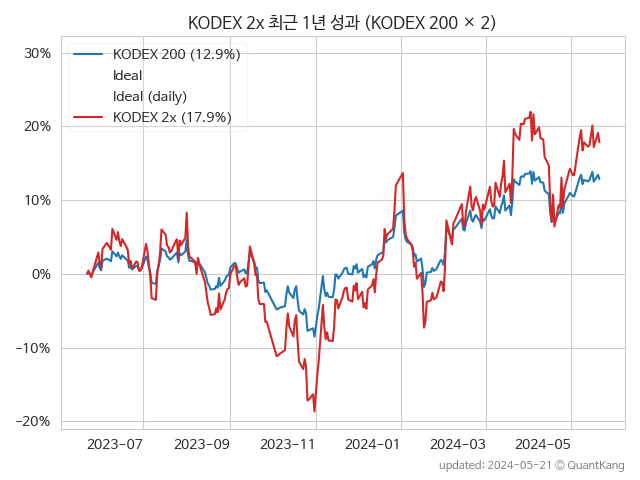 KODEX 2x 최근 1년 성과 (KODEX 200 × 2)
30%
20%
10%
0%
−10%
−20%
KODEX 200 (12.9%)
Ideal
Ideal (daily)
KODEX 2x (17.9%)
2023-07
2023-09
2023-11
2024-01
2024-03
2024-05
updated: 2024-05-21 © QuantKang